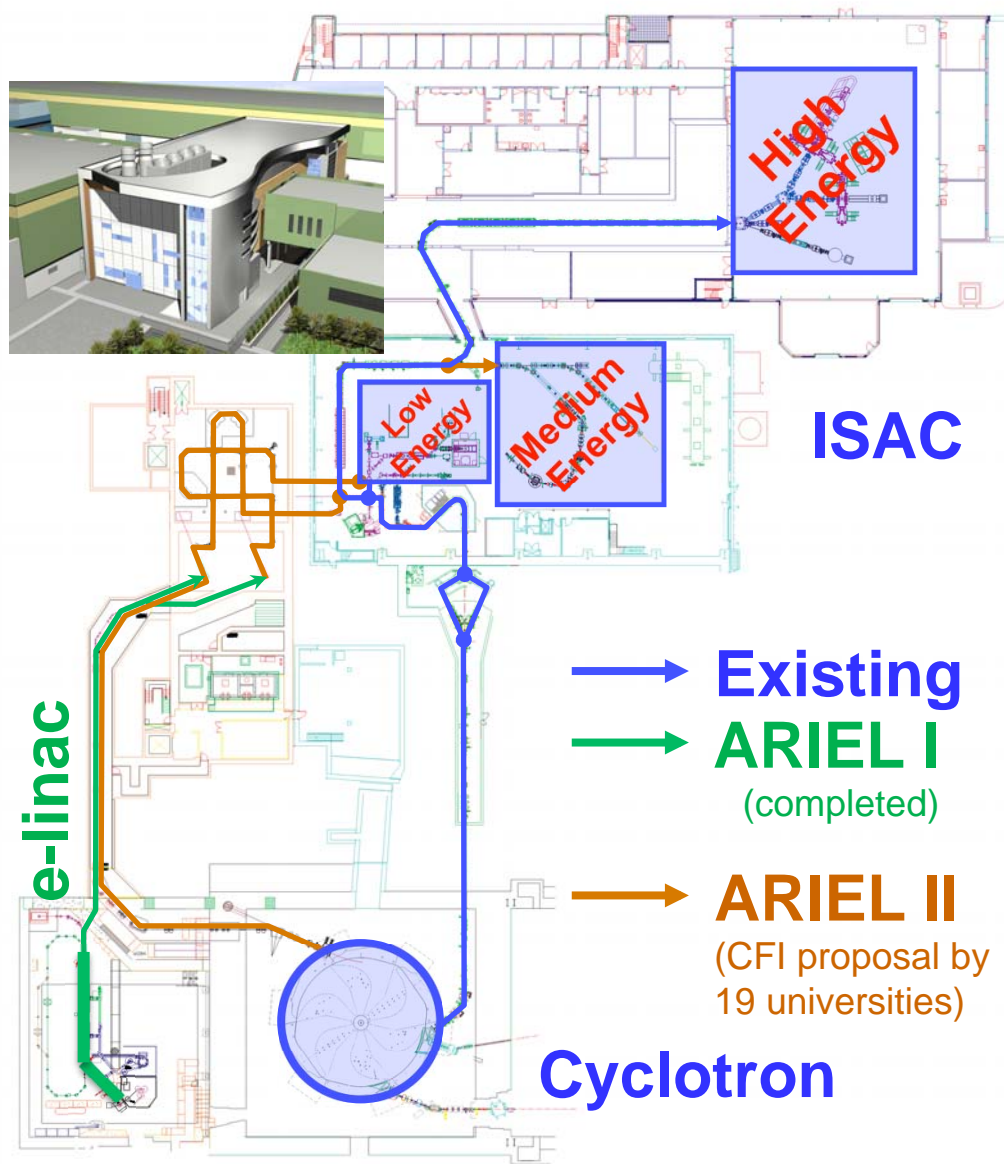 High
Energy
Low
Energy
Medium
Energy
ISAC
Existing
ARIEL I
(completed)
e-linac
ARIEL II
(CFI proposal by
19 universities)
Cyclotron